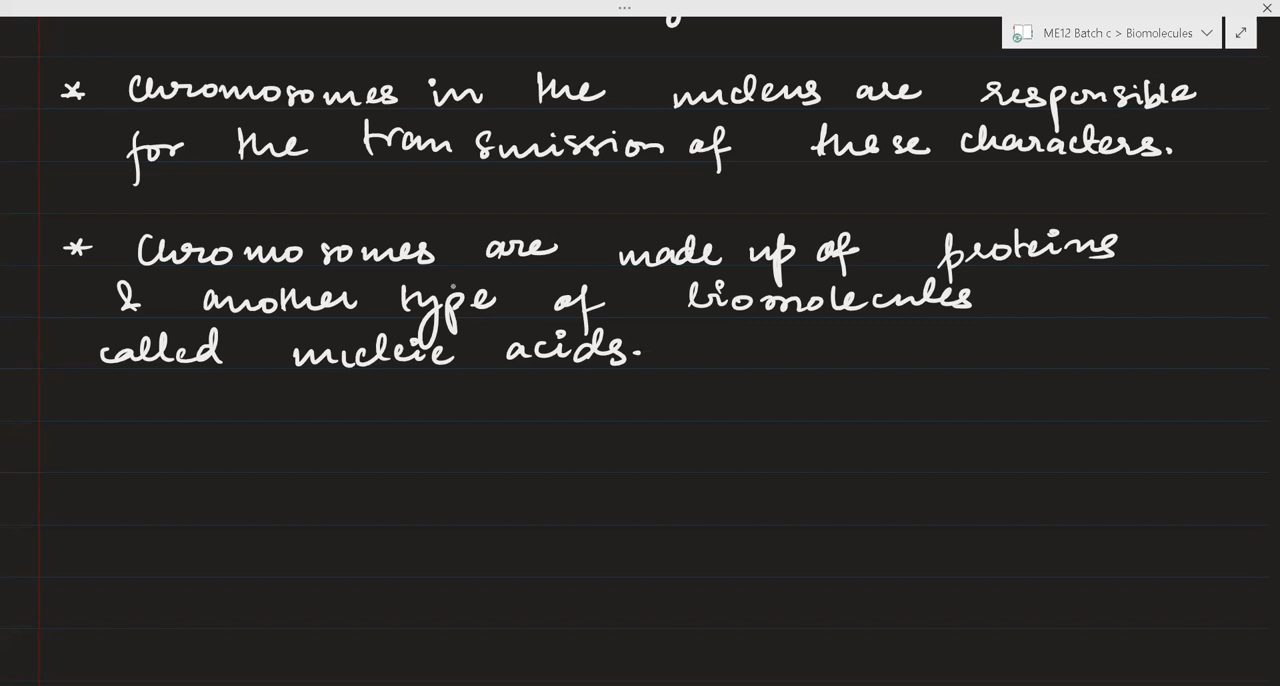 ME12 Batch c > Biomolecules
* Chromosomes in the nucleus are responsible
for the transmission of these characters.
* Chromosomes are made up of proteins
& another type of biomolecules
called nucleic acids.